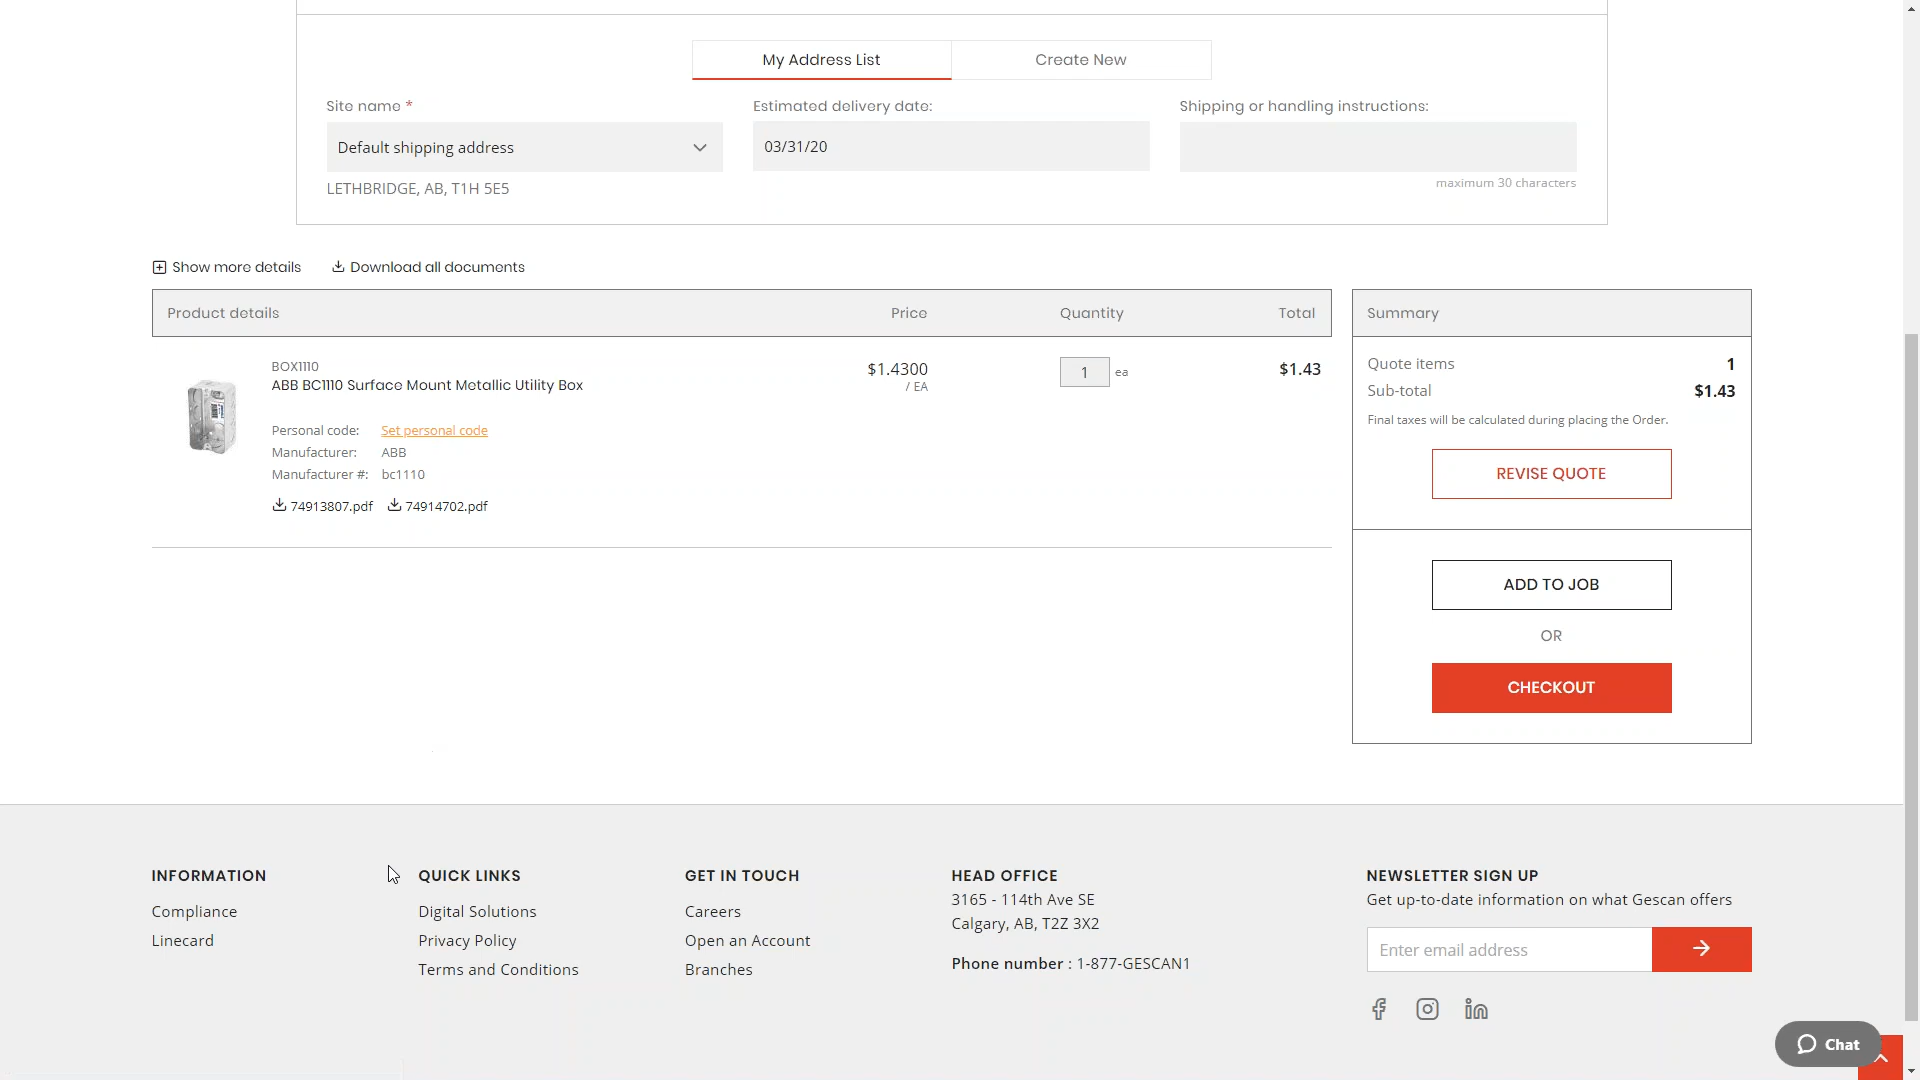 My Address List
Create New
Site name *
Estimated delivery date:
Shipping or handling instructions:
Default shipping address
03/31/20
maximum 30 characters
LETHBRIDGE, AB, T1H 5E5
Show more details
Download all documents
Product details
Price
Quantity
Total
Summary
BOX1110
ABB BC1110 Surface Mount Metallic Utility Box
$1.4300
/ EA
1
ea
$1.43
Personal code:
Set personal code
Manufacturer:
ABB
Manufacturer #:
bc1110
74913807.pdf
74914702.pdf
Quote items
1
Sub-total
$1.43
Final taxes will be calculated during placing the Order.
REVISE QUOTE
ADD TO JOB
OR
CHECKOUT
INFORMATION
Compliance
Linecard
QUICK LINKS
Digital Solutions
Privacy Policy
Terms and Conditions
GET IN TOUCH
Careers
Open an Account
Branches
HEAD OFFICE
3165 - 114th Ave SE
Calgary, AB, T2Z 3X2
Phone number : 1-877-GESCAN1
NEWSLETTER SIGN UP
Get up-to-date information on what Gescan offers
Enter email address
Chat